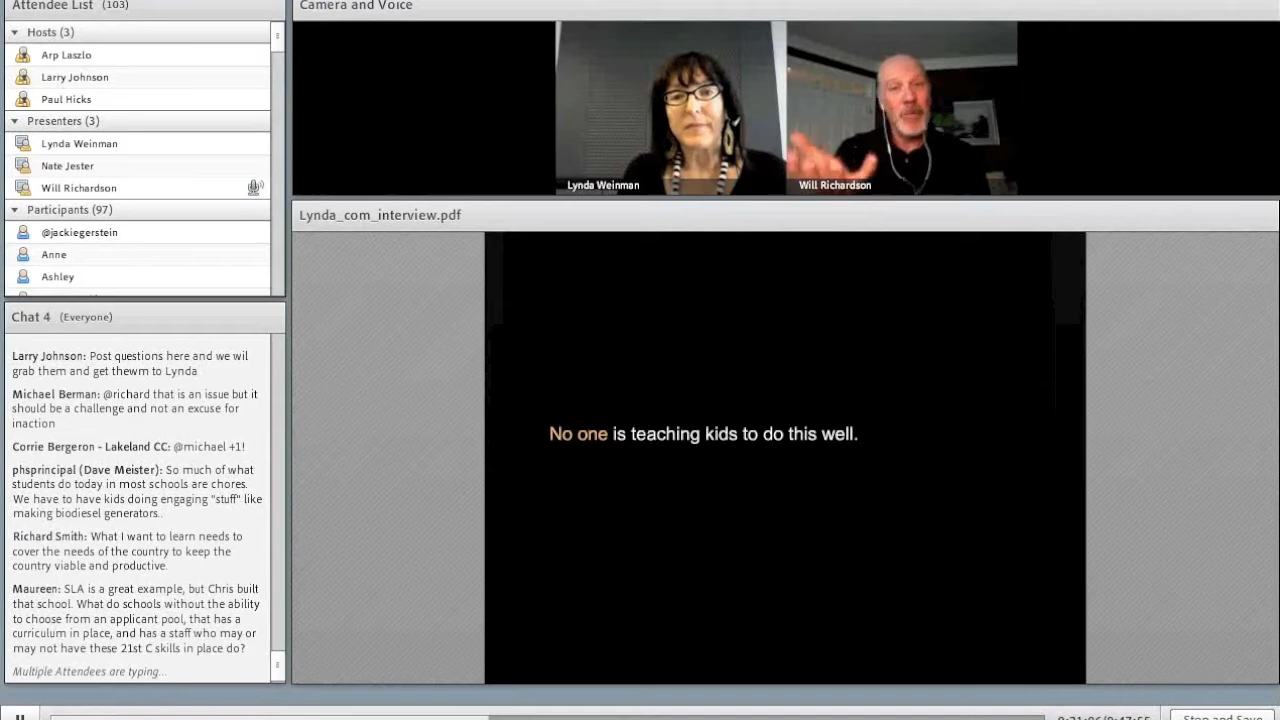 Attendee List (103)
Hosts (3)
Arp Laszlo
Larry Johnson
Paul Hicks
Presenters (3)
Lynda Weinman
Nate Jester
Will Richardson
Participants (97)
@jackiegerstein
Anne
Ashley
Chat 4 (Everyone)
Larry Johnson: Post questions here and we wil
grab them and get thewm to Lynda
Michael Berman: @richard that is an issue but it
should be a challenge and not an excuse for
inaction
Corrie Bergeron - Lakeland CC: @michael +1!
phsprincipal (Dave Meister): So much of what
students do today in most schools are chores.
We have to have kids doing engaging "stuff" like
making biodiesel generators..
Richard Smith: What I want to learn needs to
cover the needs of the country to keep the
country viable and productive.
Maureen: SLA is a great example, but Chris built
that school. What do schools without the ability
to choose from an applicant pool, that has a
curriculum in place, and has a staff who may or
may not have these 21st C skills in place do?
Multiple Attendees are typing...
Camera and Voice
Lynda Weinman
Will Richardson
Lynda_com_interview.pdf
No one is teaching kids to do this well.
0:21:06/0:47:55
Stop and Save